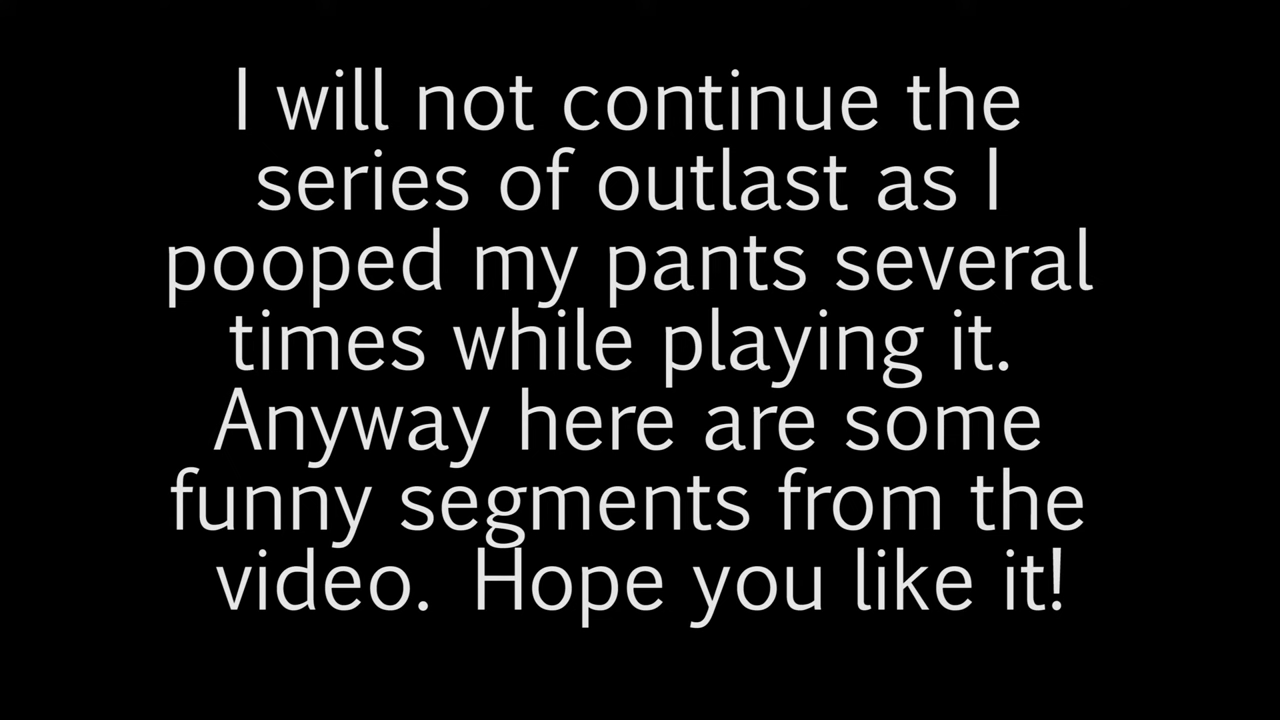 I will not continue the
series of outlast as I
pooped my pants several
times while playing it.
Anyway here are some
funny segments from the
video.  Hope you like it!